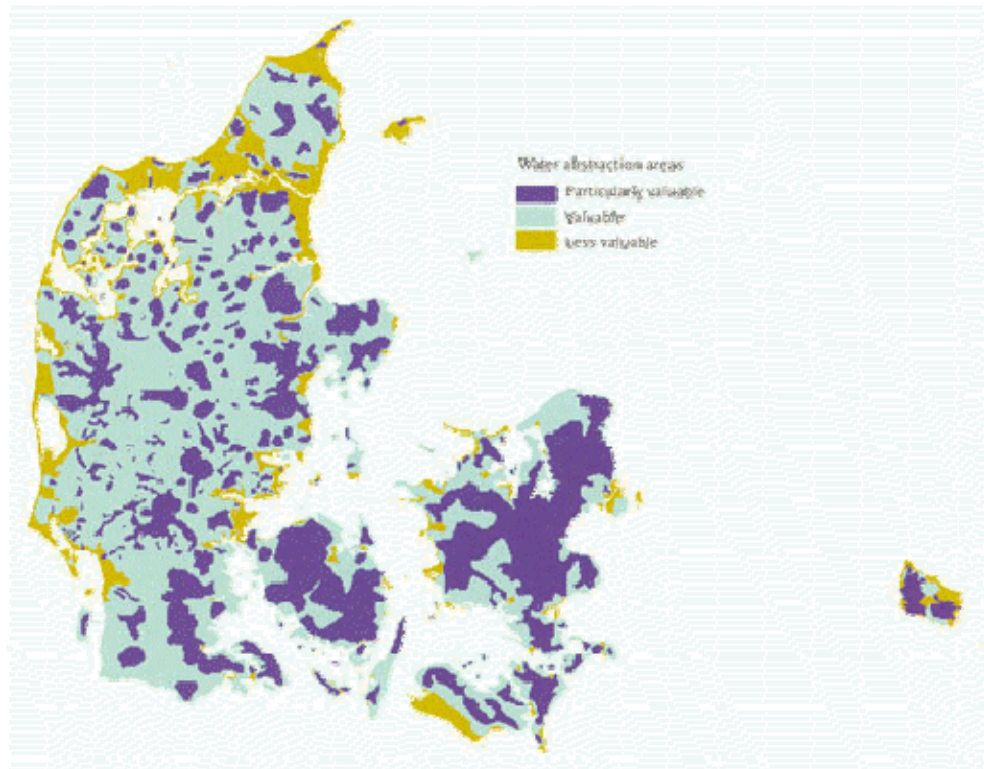 Water abstraction areas
Particularly valuable
Valuable
Less valuable